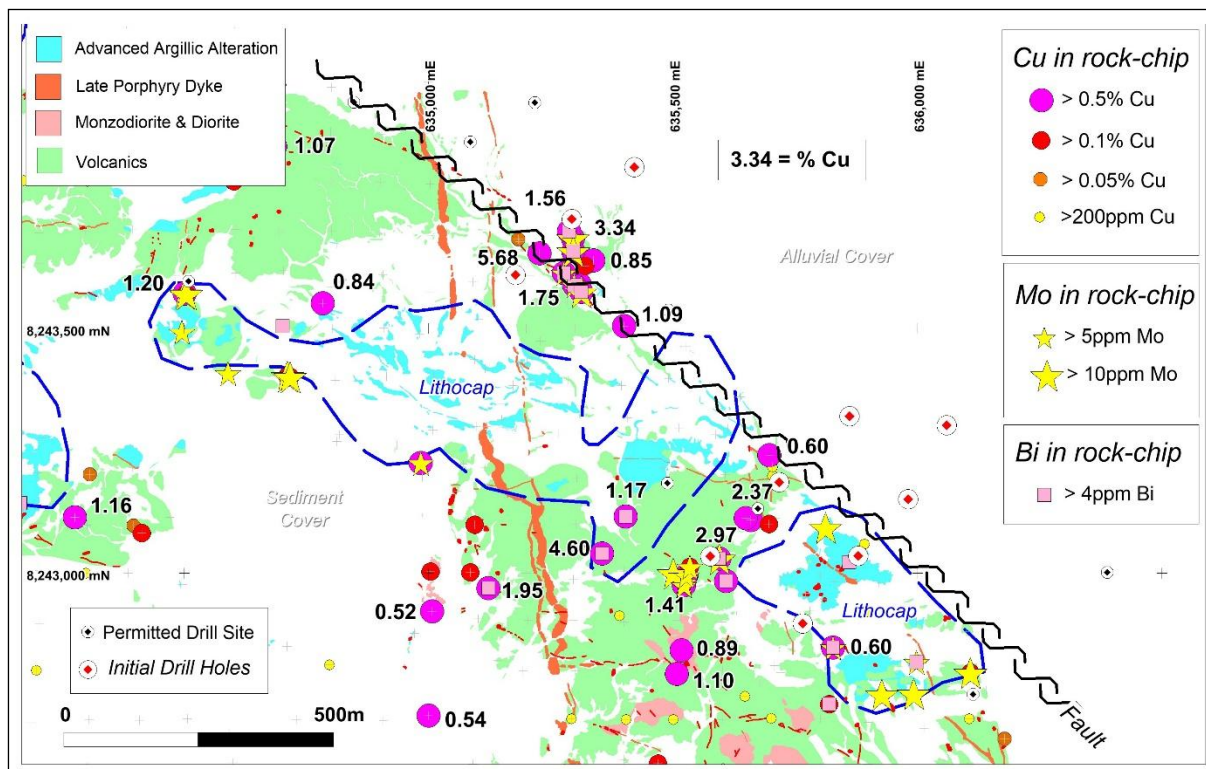 Advanced Argillic Alteration
Late Porphyry Dyke
Monzodiorite & Diorite
Volcanics
635,000 mE
635,500 mE
636,000 mE
Cu in rock-chip
> 0.5% Cu
> 0.1% Cu
> 0.05% Cu
>200ppm Cu
3.34 = % Cu
1.07
1.56
3.34
5.68
0.85
Alluvial Cover
1.20
0.84
1.75
1.09
Mo in rock-chip
> 5ppm Mo
> 10ppm Mo
8,243,500 mN
Lithocap
Bi in rock-chip
> 4ppm Bi
0.60
Sediment
Cover
1.16
1.17
2.37
4.60
2.97
8,243,000 mN
1.95
1.41
0.52
Lithocap
0.89
0.60
1.10
Permitted Drill Site
Initial Drill Holes
0
500m
0.54
Fault